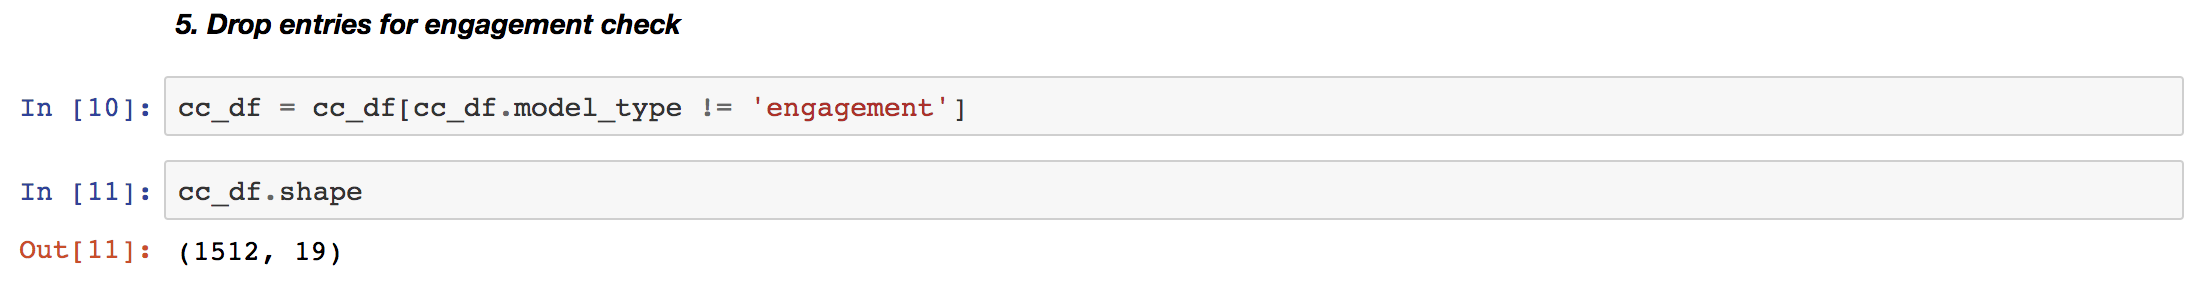 5. Drop entries for engagement check
In [10]: cc_df = cc_df[cc_df.model_type != 'engagement']
In [11]: cc_df.shape
Out[11]: (1512, 19)